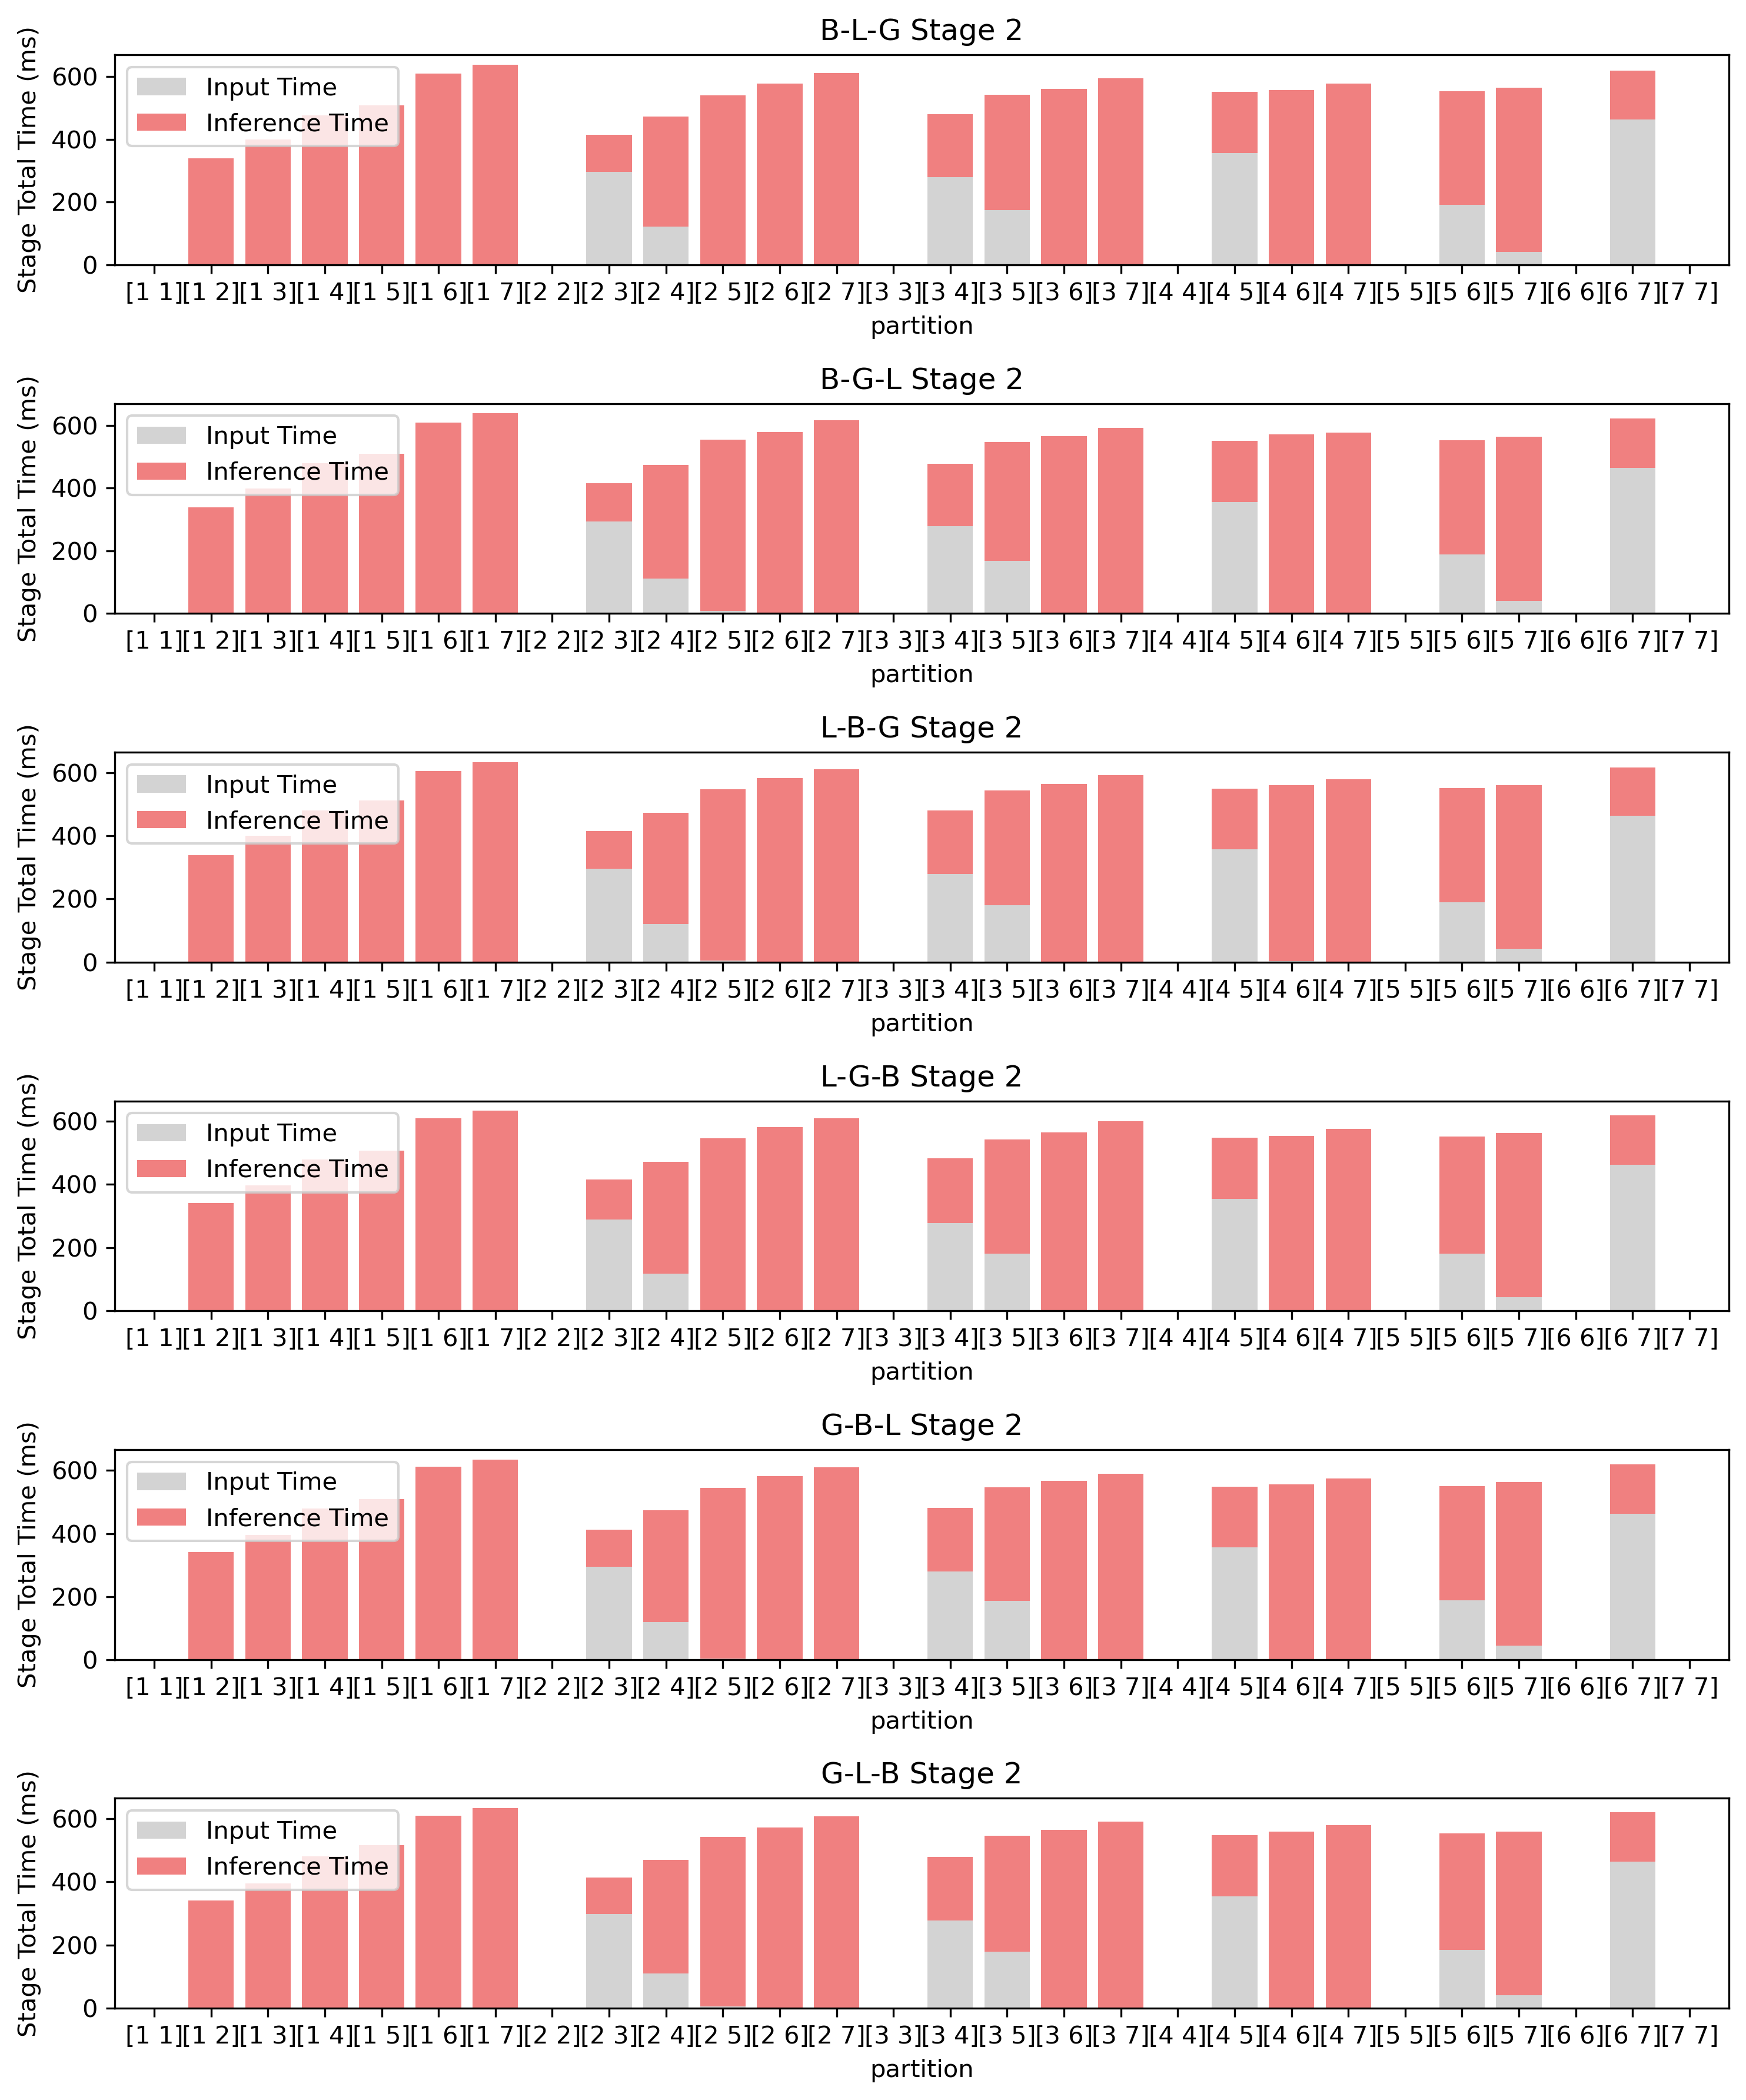 B-L-G Stage 2
Stage Total Time (ms)
600
400
200
0
Input Time
Inference Time
[1 1][1 2][1 3][1 4][1 5][1 6][1 7][2 2][2 3][2 4][2 5][2 6][2 7][3 3][3 4][3 5][3 6][3 7][4 4][4 5][4 6][4 7][5 5][5 6][5 7][6 6][6 7][7 7]
partition
B-G-L Stage 2
Stage Total Time (ms)
600
400
200
0
Input Time
Inference Time
[1 1][1 2][1 3][1 4][1 5][1 6][1 7][2 2][2 3][2 4][2 5][2 6][2 7][3 3][3 4][3 5][3 6][3 7][4 4][4 5][4 6][4 7][5 5][5 6][5 7][6 6][6 7][7 7]
partition
L-B-G Stage 2
Stage Total Time (ms)
600
400
200
0
Input Time
Inference Time
[1 1][1 2][1 3][1 4][1 5][1 6][1 7][2 2][2 3][2 4][2 5][2 6][2 7][3 3][3 4][3 5][3 6][3 7][4 4][4 5][4 6][4 7][5 5][5 6][5 7][6 6][6 7][7 7]
partition
L-G-B Stage 2
Stage Total Time (ms)
600
400
200
0
Input Time
Inference Time
[1 1][1 2][1 3][1 4][1 5][1 6][1 7][2 2][2 3][2 4][2 5][2 6][2 7][3 3][3 4][3 5][3 6][3 7][4 4][4 5][4 6][4 7][5 5][5 6][5 7][6 6][6 7][7 7]
partition
G-B-L Stage 2
Stage Total Time (ms)
600
400
200
0
Input Time
Inference Time
[1 1][1 2][1 3][1 4][1 5][1 6][1 7][2 2][2 3][2 4][2 5][2 6][2 7][3 3][3 4][3 5][3 6][3 7][4 4][4 5][4 6][4 7][5 5][5 6][5 7][6 6][6 7][7 7]
partition
G-L-B Stage 2
Stage Total Time (ms)
600
400
200
0
Input Time
Inference Time
[1 1][1 2][1 3][1 4][1 5][1 6][1 7][2 2][2 3][2 4][2 5][2 6][2 7][3 3][3 4][3 5][3 6][3 7][4 4][4 5][4 6][4 7][5 5][5 6][5 7][6 6][6 7][7 7]
partition